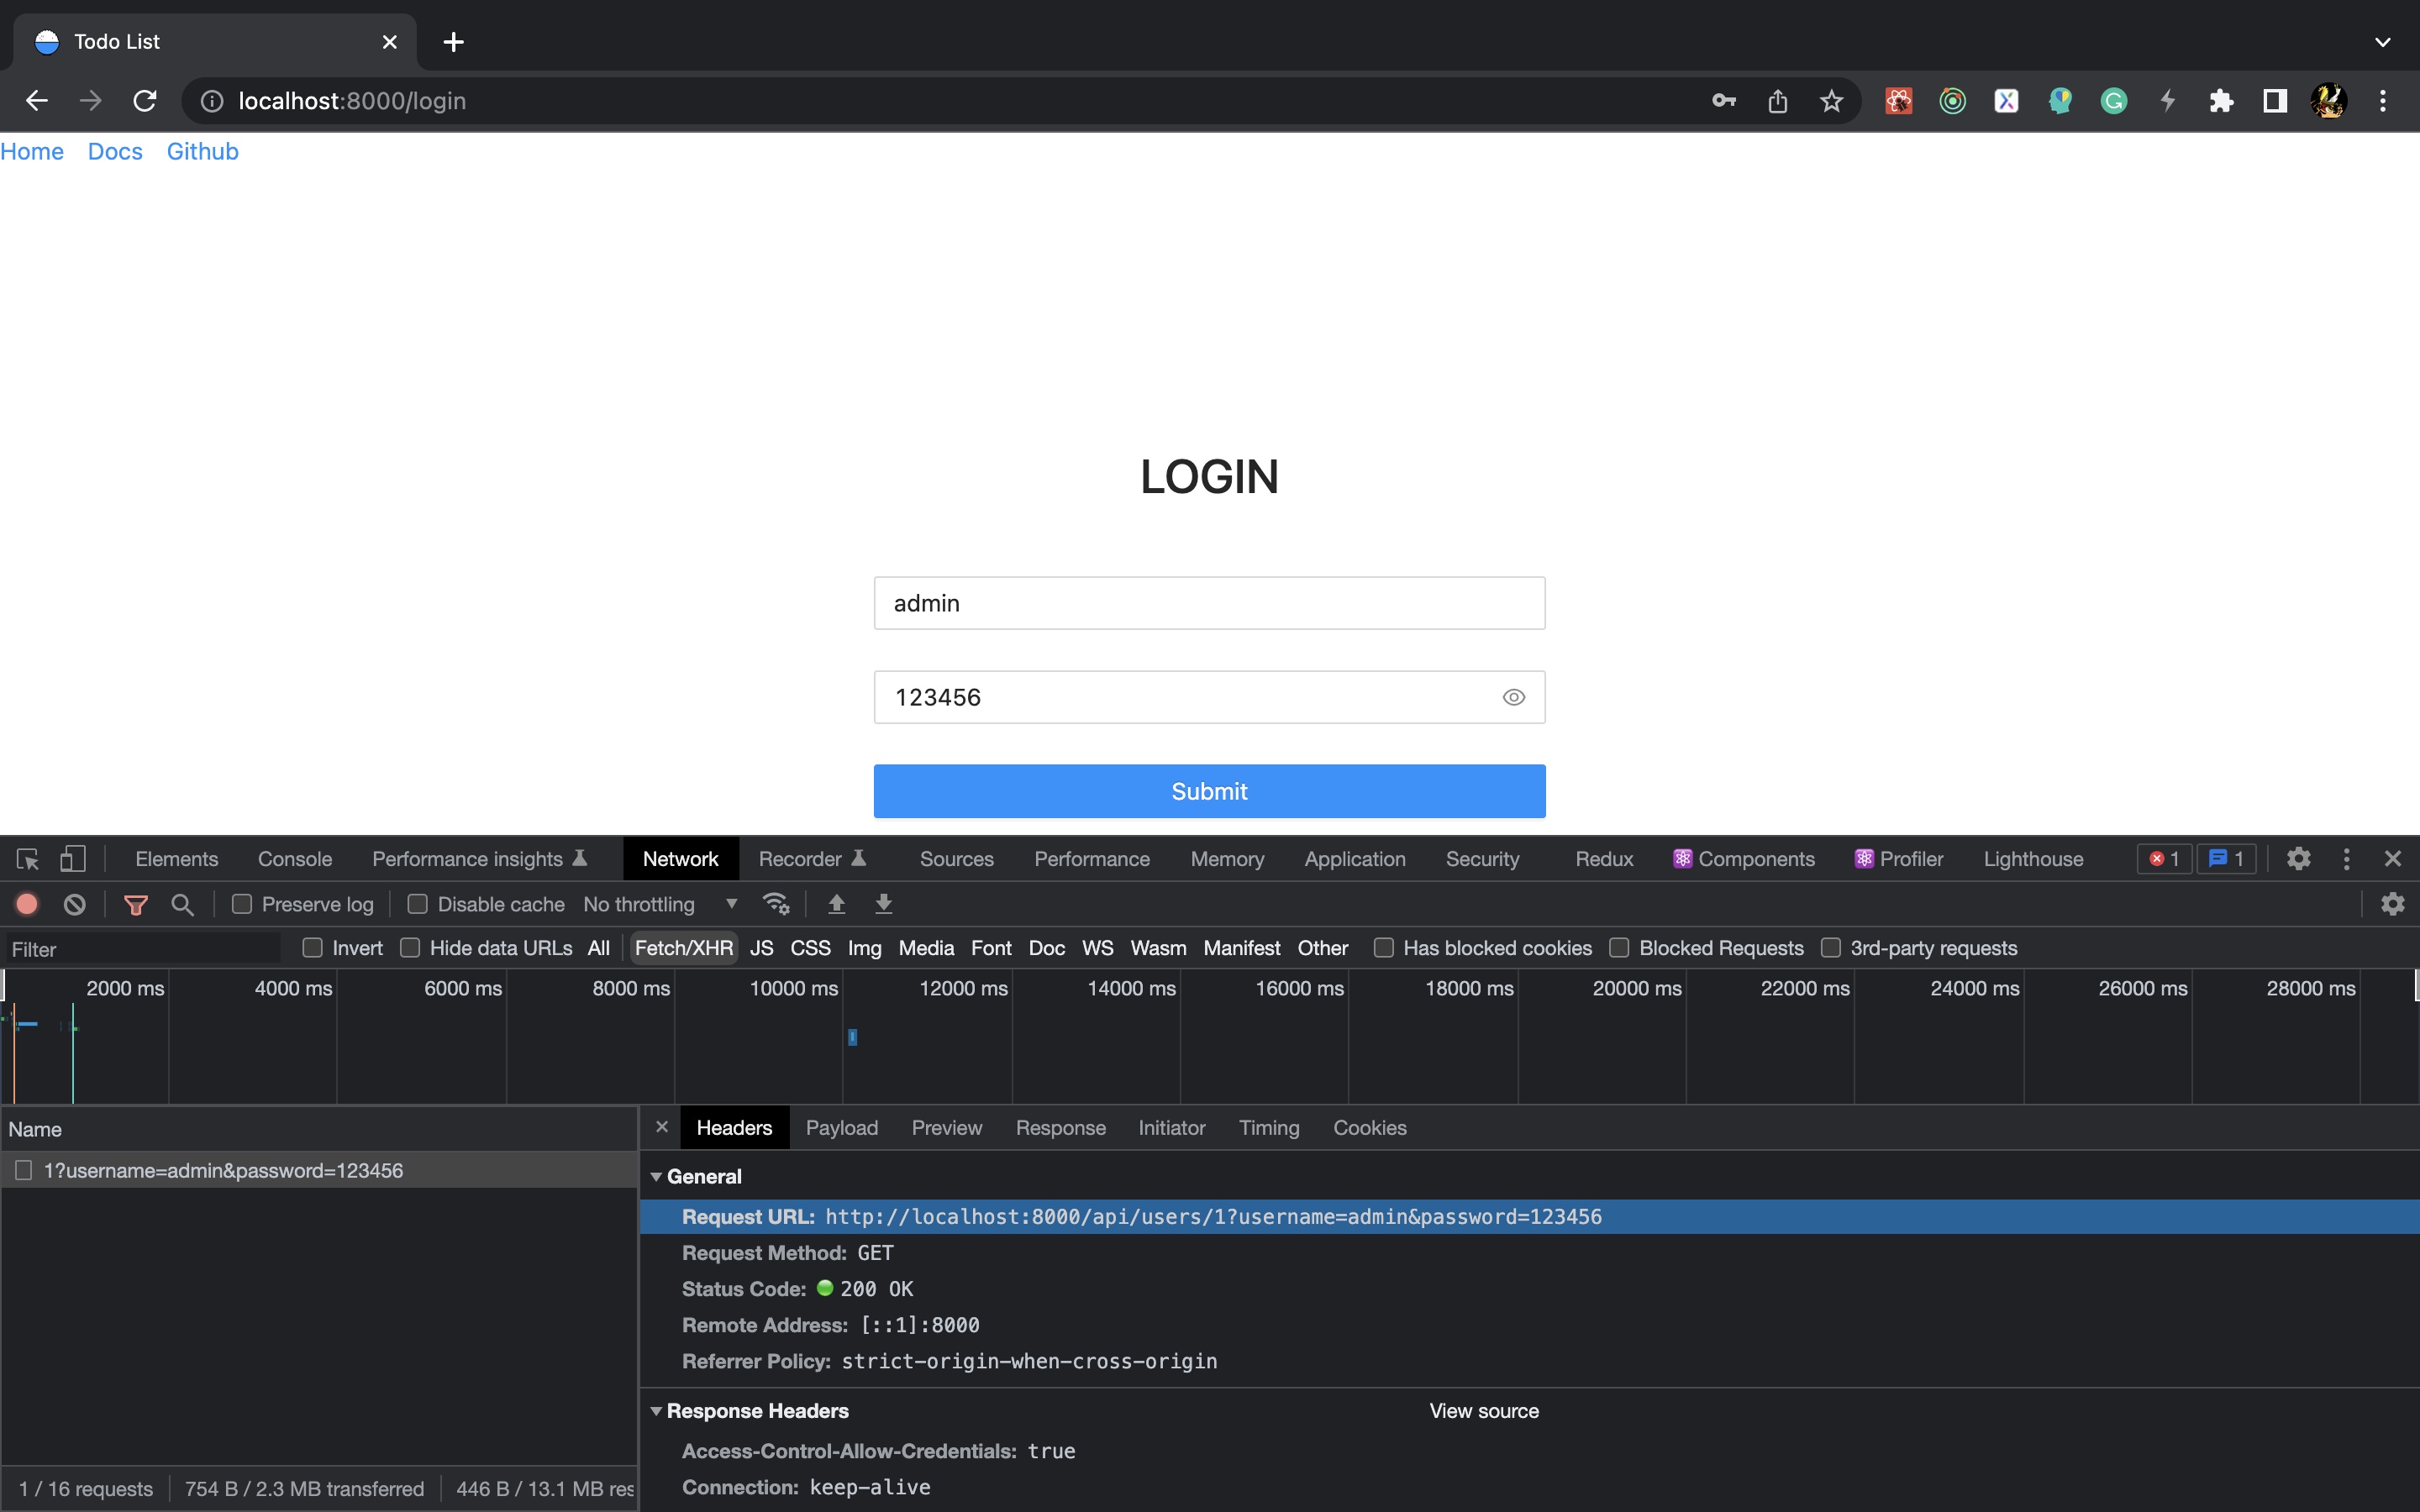 Todo List
localhost:8000/login
Home Docs Github
LOGIN
admin
123456
Submit
Elements Console Performance insights Network Recorder Sources Performance Memory Application Security Redux Components Profiler Lighthouse 1 1
Preserve log Disable cache No throttling
Filter Invert Hide data URLs All Fetch/XHR JS CSS Img Media Font Doc WS Wasm Manifest Other Has blocked cookies Blocked Requests 3rd-party requests
2000 ms 4000 ms 6000 ms 8000 ms 10000 ms 12000 ms 14000 ms 16000 ms 18000 ms 20000 ms 22000 ms 24000 ms 26000 ms 28000 ms
Name
1?username=admin&password=123456
1 / 16 requests 754 B / 2.3 MB transferred 446 B / 13.1 MB res
Headers Payload Preview Response Initiator Timing Cookies
General
Request URL: http://localhost:8000/api/users/1?username=admin&password=123456
Request Method: GET
Status Code: 200 OK
Remote Address: [::1]:8000
Referrer Policy: strict-origin-when-cross-origin
Response Headers View source
Access-Control-Allow-Credentials: true
Connection: keep-alive